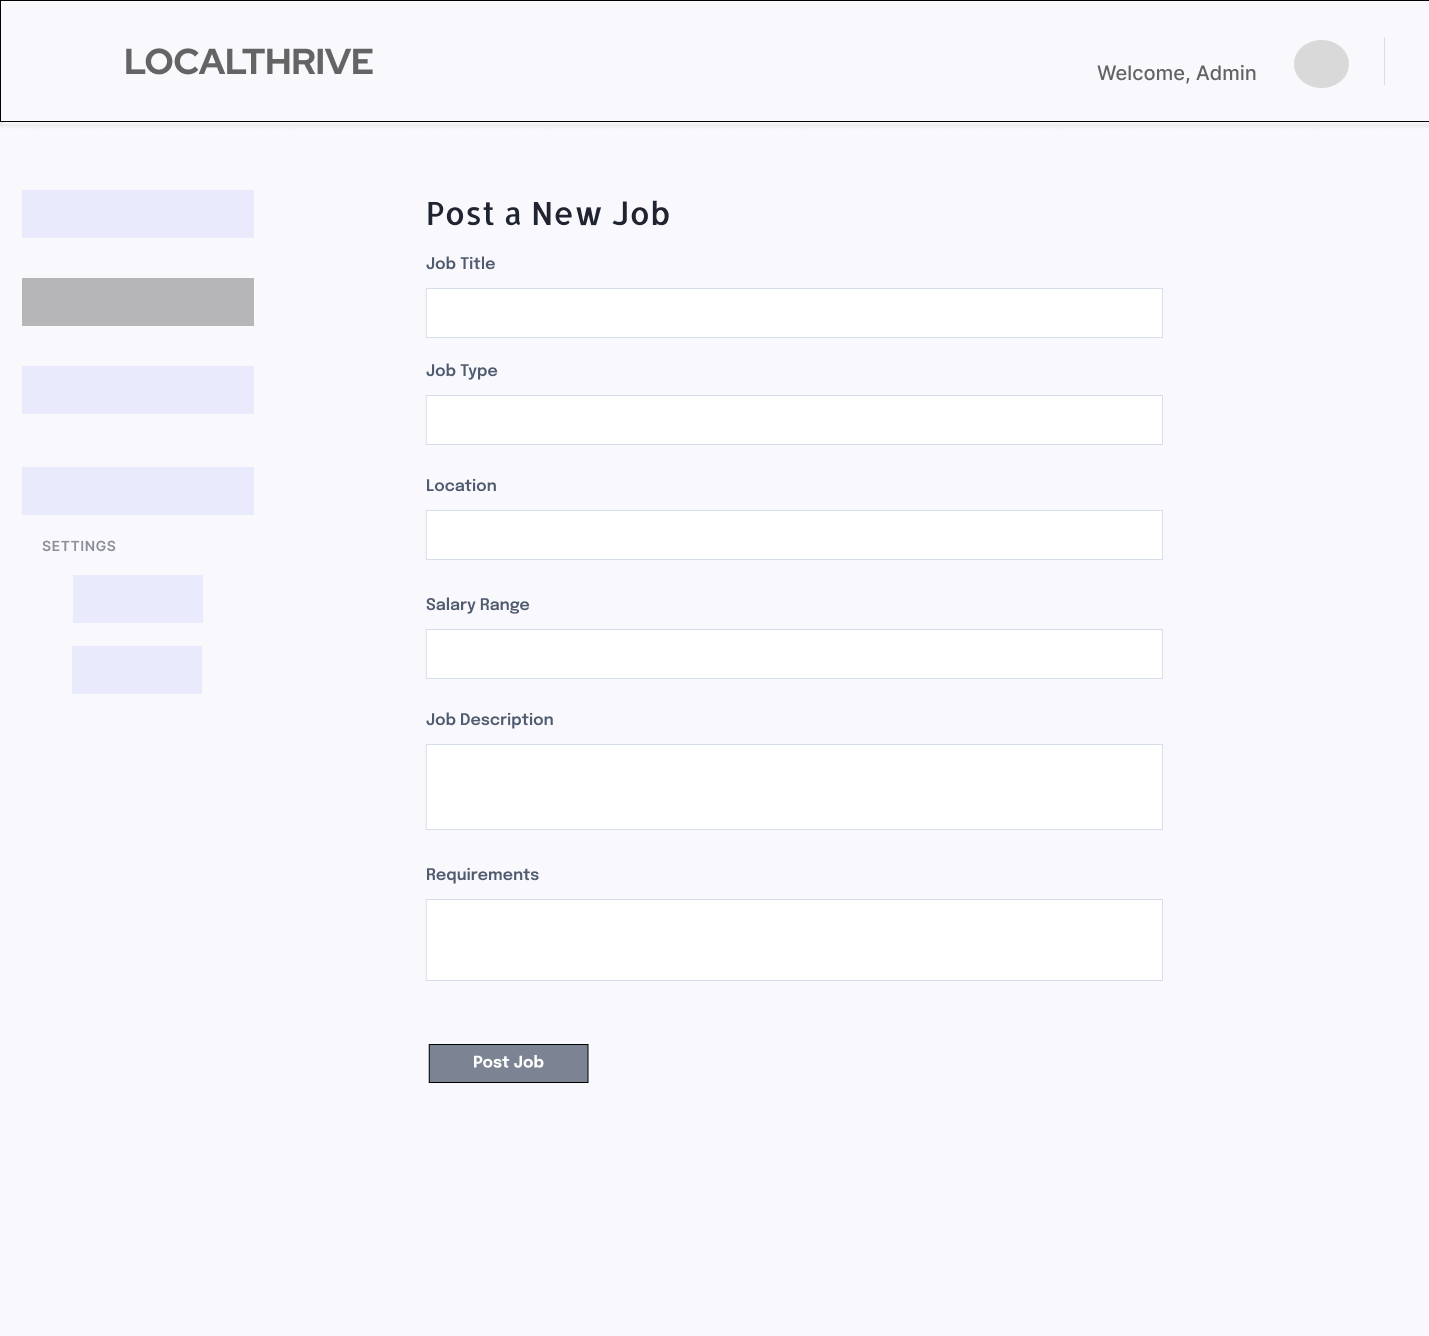 LOCALTHRIVE
Welcome, Admin
SETTINGS
Post a New Job
Job Title
Job Type
Location
Salary Range
Job Description
Requirements
Post Job